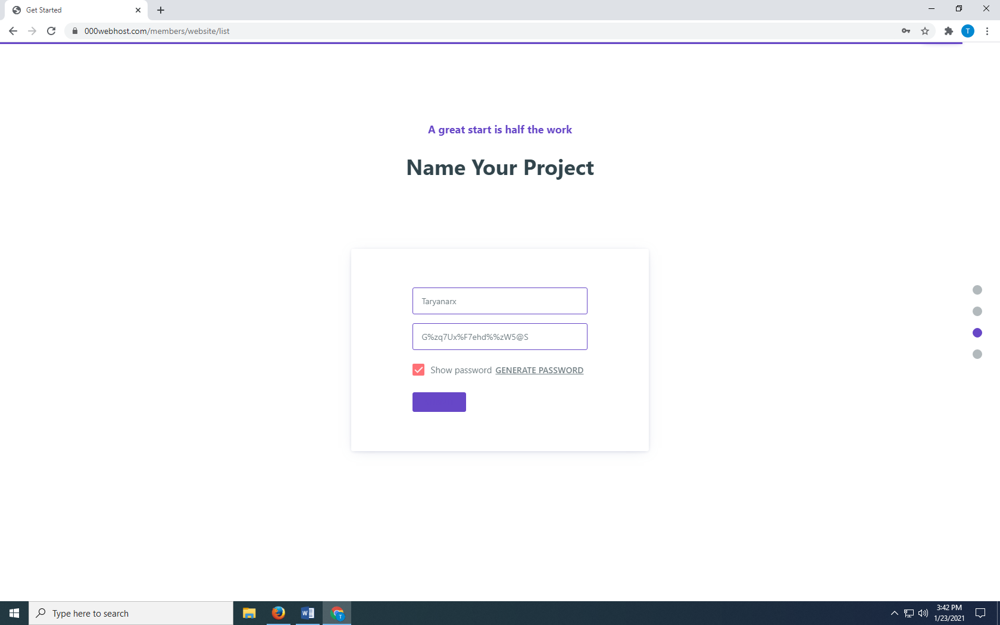 Get Started
000webhost.com/members/website/list
T
A great start is half the work
Name Your Project
Taryanarx
G%zq7Ux%F7ehd%%zW5@S
Show password GENERATE PASSWORD
Type here to search
W
T
3:42 PM
1/23/2021